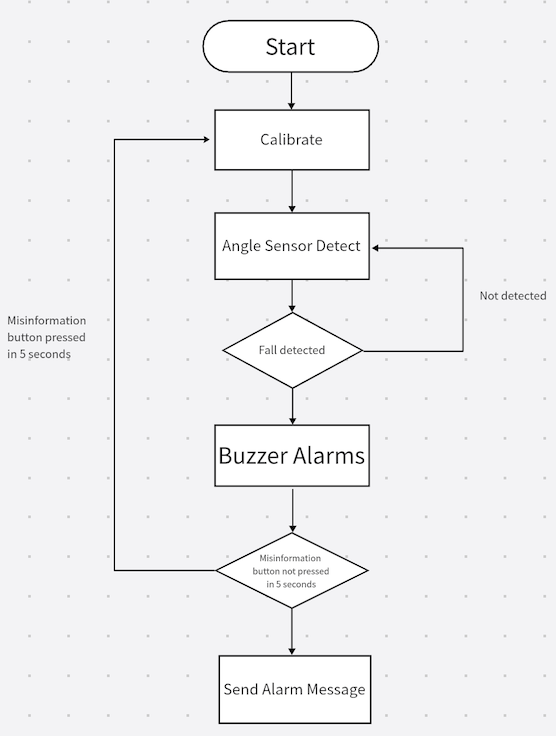 Start
Calibrate
Angle Sensor Detect
Not detected
Misinformation
button pressed
in 5 seconds
Fall detected
Buzzer Alarms
Misinformation
button not pressed
in 5 seconds
Send Alarm Message